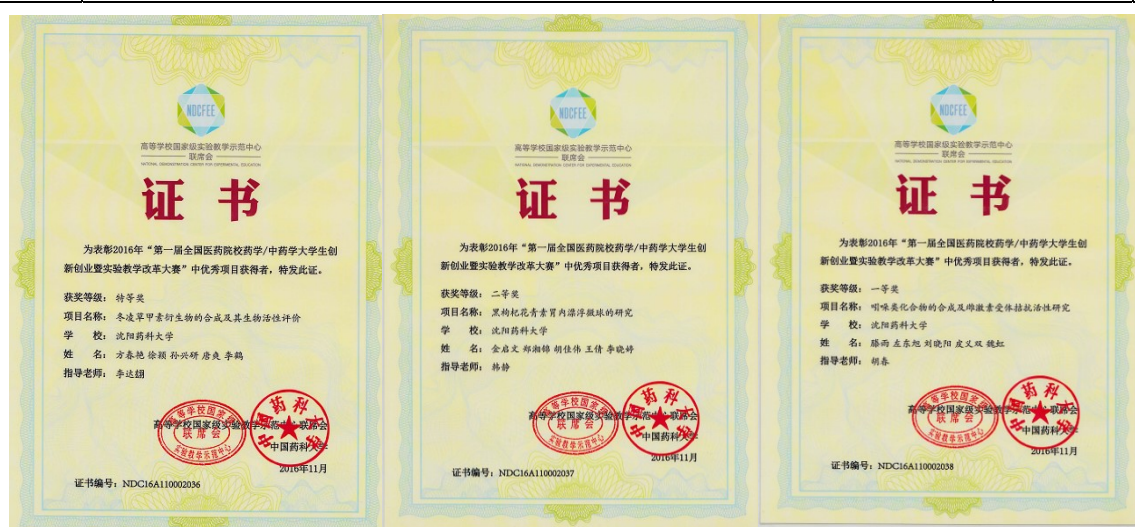 NDCFEE
高等学校国家级实验教学示范中心
联席会
NATIONAL DEMONSTRATION CENTER FOR EXPERIMENTAL EDUCATION
证 书
为表彰2016年“第一届全国医药院校药学/中药学大学生创
新创业暨实验教学改革大赛”中优秀项目获得者，特发此证。
获奖等级： 特等奖
项目名称： 冬凌草甲素衍生物的合成及其生物活性评价
学 校： 沈阳药科大学
姓 名： 方春艳 徐颖 孙兴研 唐爽 李鹤
指导老师： 李达翃
高等学校国家级实验教学示范中心联席会
中国药科大学
2016年11月
证书编号：NDC16A110002036
NDCFEE
高等学校国家级实验教学示范中心
联席会
NATIONAL DEMONSTRATION CENTER FOR EXPERIMENTAL EDUCATION
证 书
为表彰2016年“第一届全国医药院校药学/中药学大学生创
新创业暨实验教学改革大赛”中优秀项目获得者，特发此证。
获奖等级： 二等奖
项目名称： 黑枸杞花青素胃内漂浮微球的研究
学 校： 沈阳药科大学
姓 名： 金启文 郑湘锦 胡佳伟 王倩 李晓婷
指导老师： 韩静
高等学校国家级实验教学示范中心联席会
中国药科大学
2016年11月
证书编号：NDC16A110002037
NDCFEE
高等学校国家级实验教学示范中心
联席会
NATIONAL DEMONSTRATION CENTER FOR EXPERIMENTAL EDUCATION
证 书
为表彰2016年“第一届全国医药院校药学/中药学大学生创
新创业暨实验教学改革大赛”中优秀项目获得者，特发此证。
获奖等级： 一等奖
项目名称： 吲哚类化合物的合成及雌激素受体拮抗活性研究
学 校： 沈阳药科大学
姓 名： 滕雨 左东旭 刘晓阳 皮义双 魏虹
指导老师： 胡春
高等学校国家级实验教学示范中心联席会
中国药科大学
2016年11月
证书编号：NDC16A110002038